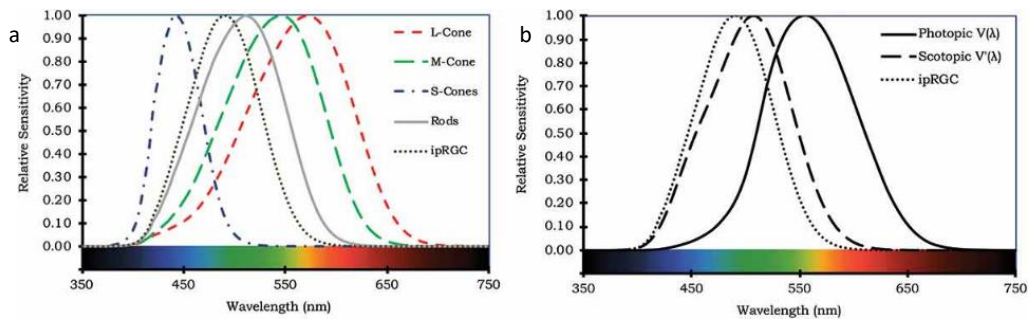 a
Relative Sensitivity
1.00
0.90
0.80
0.70
0.60
0.50
0.40
0.30
0.20
0.10
0.00
L-Cone
M-Cone
S-Cones
Rods
ipRGC
350 450 550 650 750
Wavelength (nm)
b
Relative Sensitivity
1.00
0.90
0.80
0.70
0.60
0.50
0.40
0.30
0.20
0.10
0.00
Photopic V(λ)
Scotopic V'(λ)
ipRGC
350 450 550 650 750
Wavelength (nm)